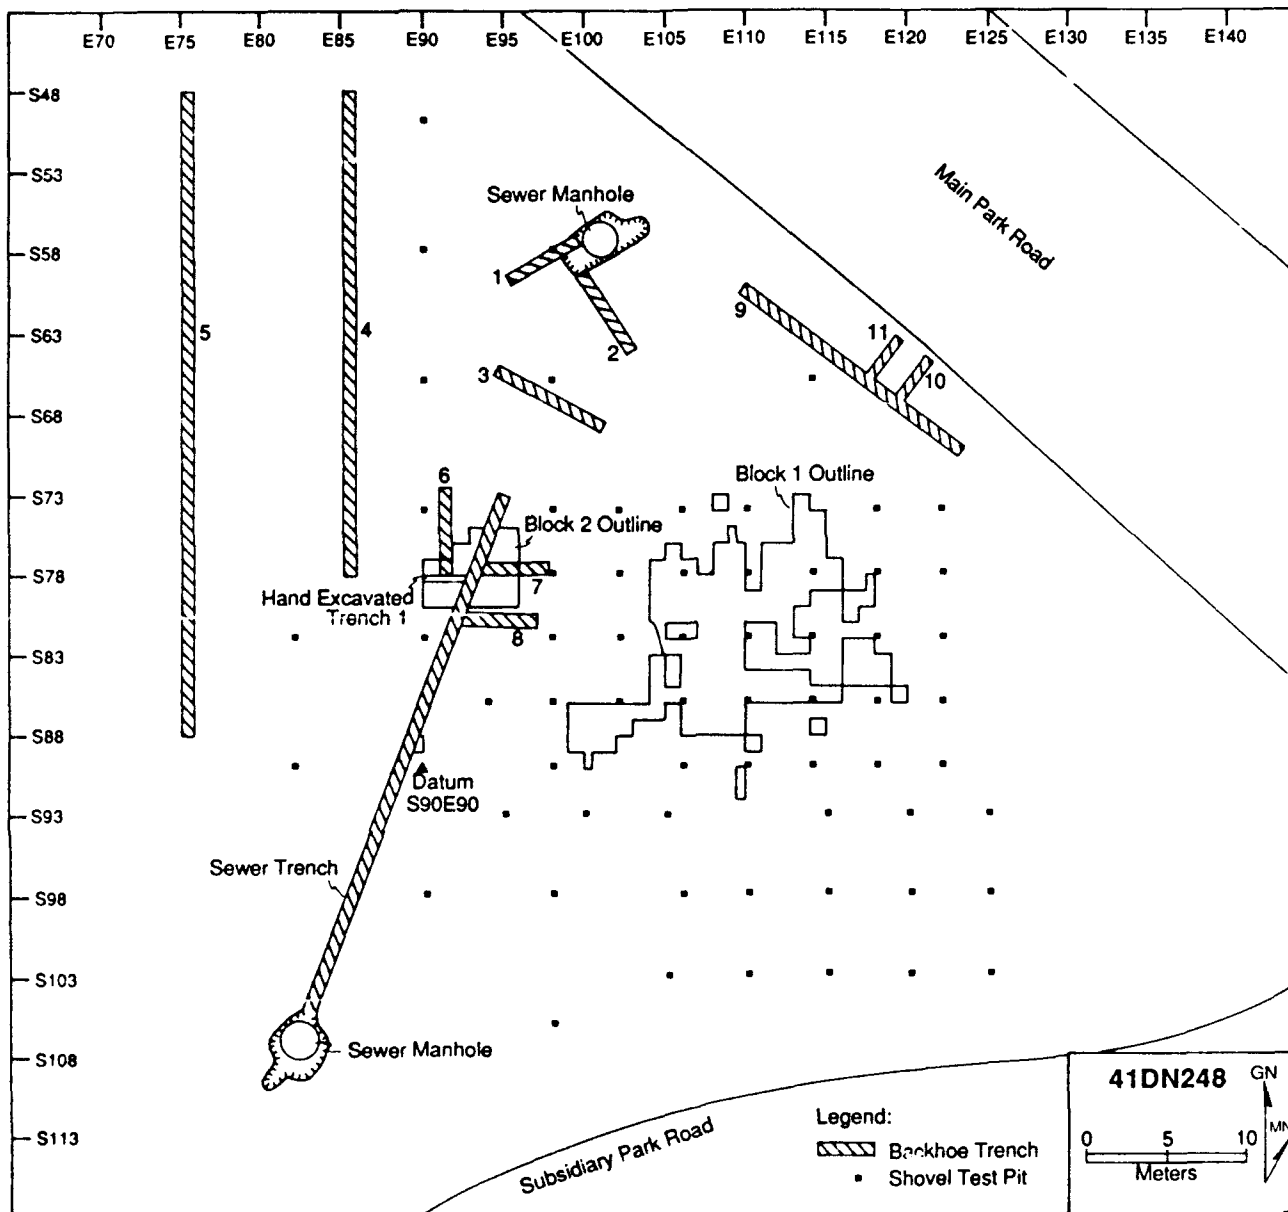 E70 E75 E80 E85 E90 E95 E100 E105 E110 E115 E120 E125 E130 E135 E140
S48
S53
S58
S63
S68
S73
S78
S83
S88
S93
S98
S103
S108
S113
Main Park Road
Sewer Manhole
1
2
3
4
5
6
7
8
9
10
11
Block 1 Outline
Block 2 Outline
Hand Excavated
Trench 1
Datum
S90E90
Sewer Trench
Sewer Manhole
Subsidiary Park Road
Legend:
Backhoe Trench
Shovel Test Pit
41DN248
GN
MN
0 5 10
Meters